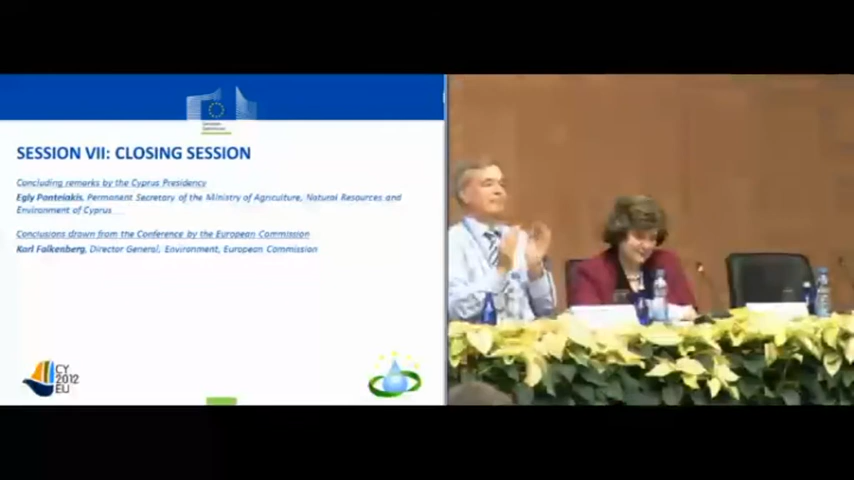 SESSION VII: CLOSING SESSION
Concluding remarks by the Cyprus Presidency
Egly Pantelakis, Permanent Secretary of the Ministry of Agriculture, Natural Resources and
Environment of Cyprus
Conclusions drawn from the Conference by the European Commission
Karl Falkenberg, Director General, Environment, European Commission
CY
2012
EU